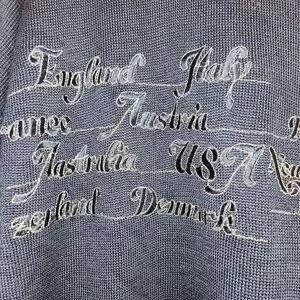 England Italy
ance Austria
Australia USA
zerland Denmark